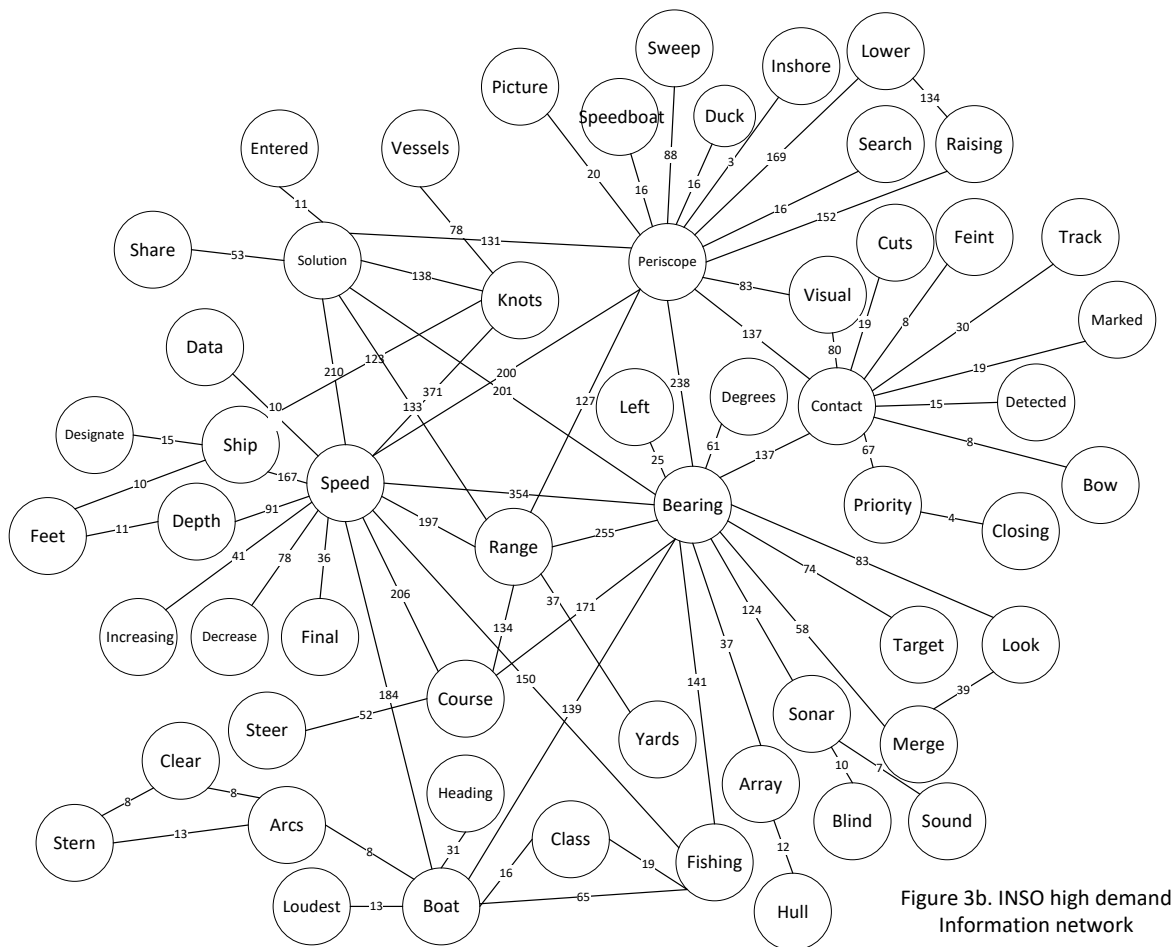 Sweep
Lower
Inshore
Picture
Speedboat
Duck
134
Entered
Vessels
88
Search
Raising
169
3
20
16
16
11
16
152
78
Share
53
Solution
131
Periscope
Cuts
Feint
Track
138
Knots
83
Visual
137
19
8
30
Marked
Data
123
80
19
210
371
200
201
238
10
133
127
Left
Degrees
Contact
15
Detected
Designate
15
Ship
61
137
8
25
67
10
167
Speed
354
Bearing
Priority
Bow
Feet
11
Depth
91
197
Range
255
4
Closing
41
78
36
83
206
37
171
74
124
Increasing
Decrease
Final
134
37
58
Target
Look
150
141
184
Course
39
Steer
52
139
Yards
Sonar
Merge
Clear
Heading
Array
10
7
8
8
Stern
13
Arcs
Class
Blind
Sound
8
31
19
Fishing
12
16
65
Loudest
13
Boat
Hull
Figure 3b. INSO high demand
Information network